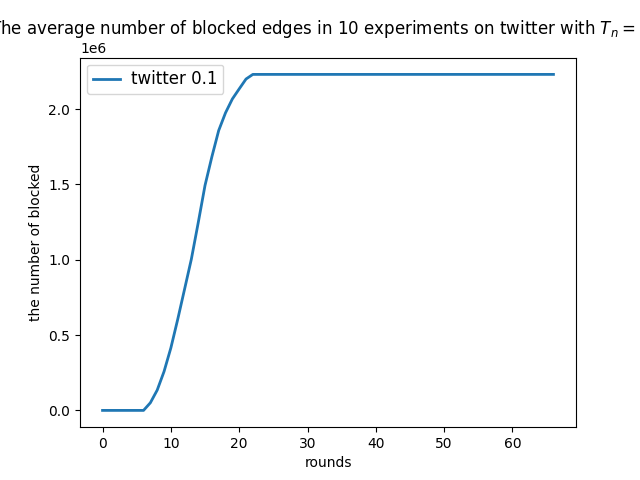 The average number of blocked edges in 10 experiments on twitter with Tₙ =
1e6
twitter 0.1
2.0
1.5
1.0
0.5
0.0
the number of blocked
0 10 20 30 40 50 60
rounds